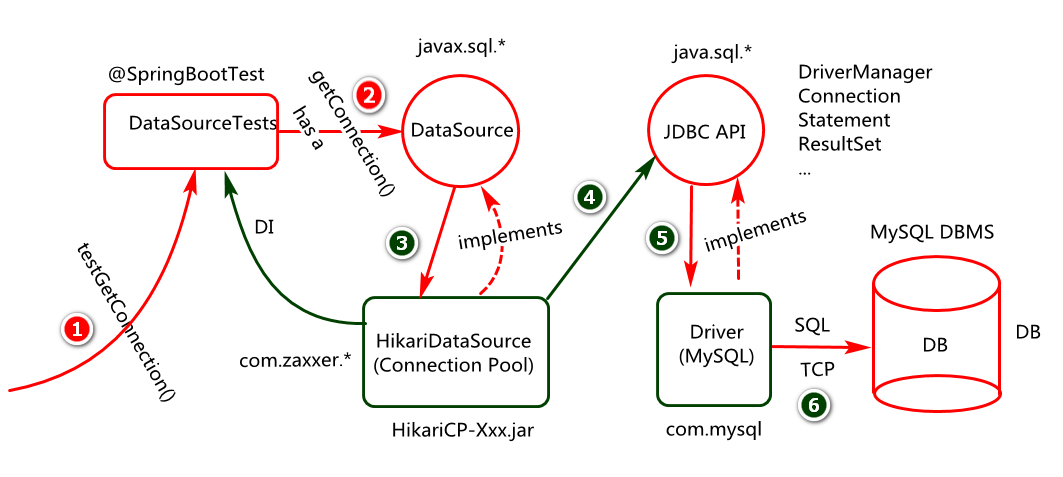 javax.sql.*
java.sql.*
@SpringBootTest
DataSourceTests
getConnection()
2
has a
DataSource
JDBC API
DriverManager
Connection
Statement
ResultSet
...
DI
3
implements
4
5
implements
MySQL DBMS
testGetConnection()
1
com.zaxxer.*
HikariDataSource
(Connection Pool)
HikariCP-Xxx.jar
Driver
(MySQL)
com.mysql
SQL
TCP
6
DB
DB